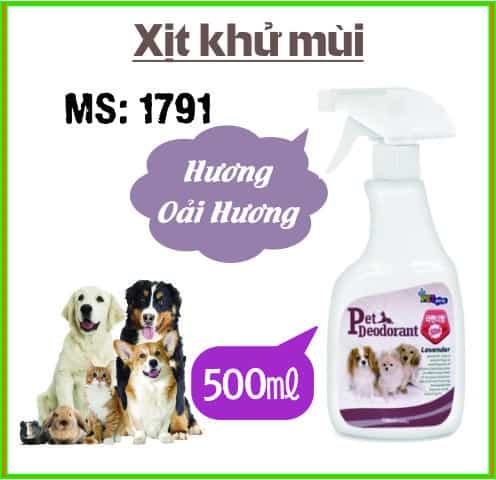 Xịt khử mùi
MS: 1791
Hương
Oải Hương
Pet
Deodorant
Lavender
500ml